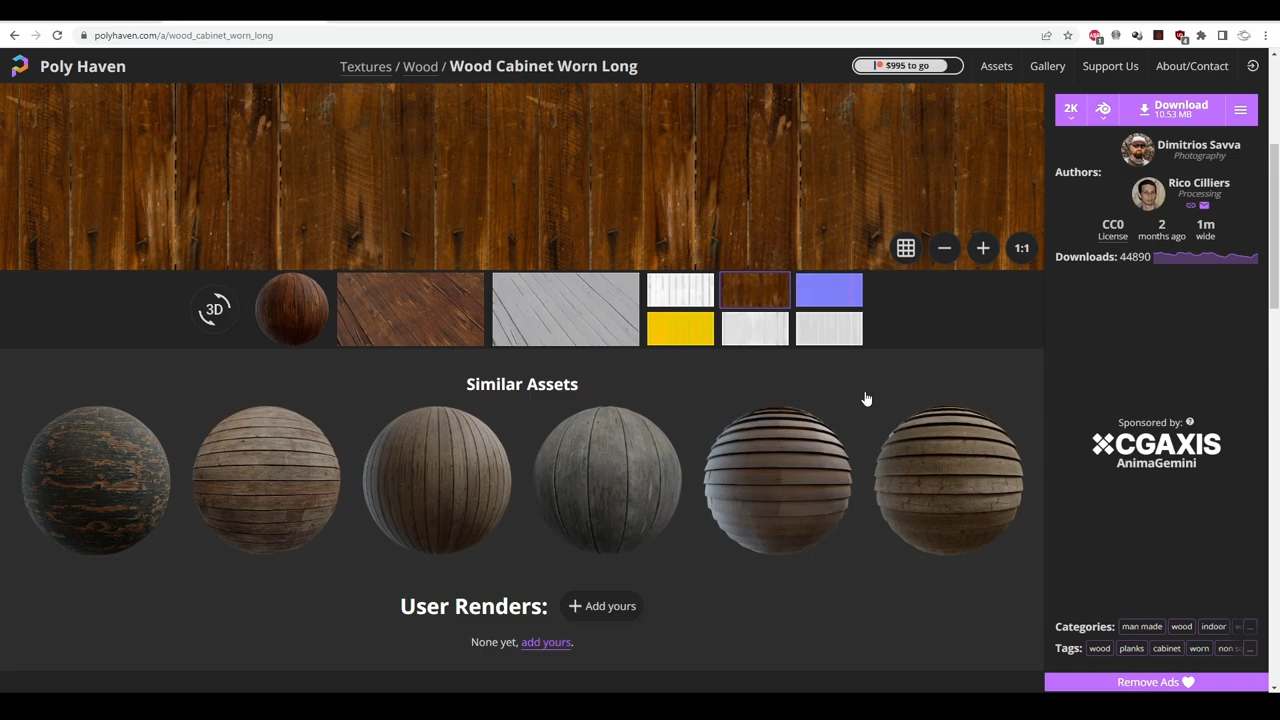 polyhaven.com/a/wood_cabinet_worn_long
1
4
Poly Haven
Textures / Wood / Wood Cabinet Worn Long
$995 to go
Assets
Gallery
Support Us
About/Contact
2K
Download
10.53 MB
Authors:
Dimitrios Savva
Photography
Rico Cilliers
Processing
CC0
License
2
months ago
1m
wide
Downloads: 44890
1:1
3D
Similar Assets
Sponsored by:
CGAXIS
AnimaGemini
User Renders:
Add yours
None yet, add yours.
Categories: man made wood indoor ...
Tags: wood planks cabinet worn ...
Remove Ads